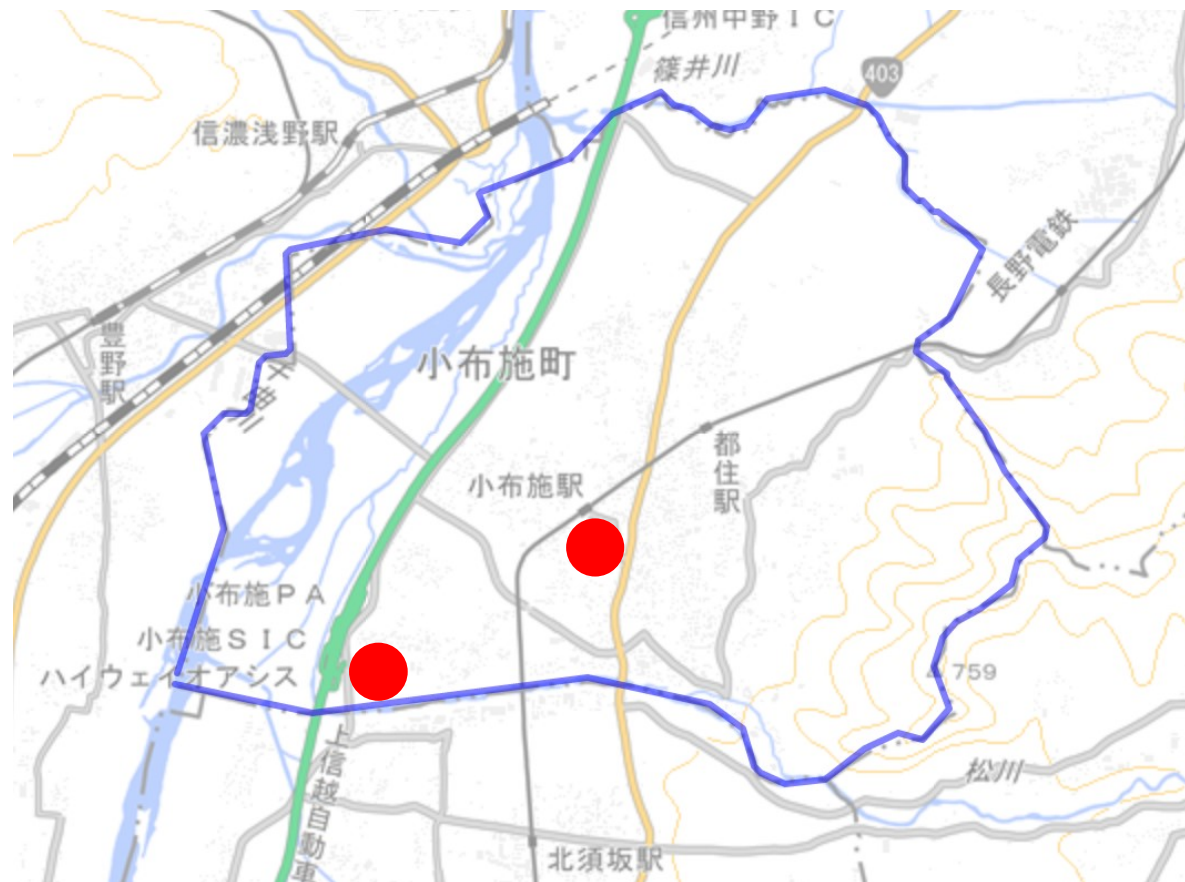 信州中野ＩＣ
篠井川
403
信濃浅野駅
長野電鉄
豊野駅
小布施町
千曲川
都住駅
小布施駅
小布施ＰＡ
小布施ＳＩＣ
ハイウェイオアシス
759
上信越自動車
松川
北須坂駅